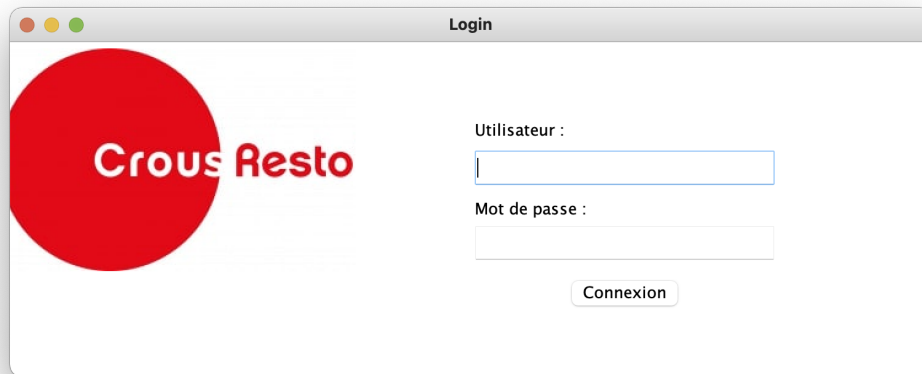 Login
Crous Resto
Utilisateur :
Mot de passe :
Connexion